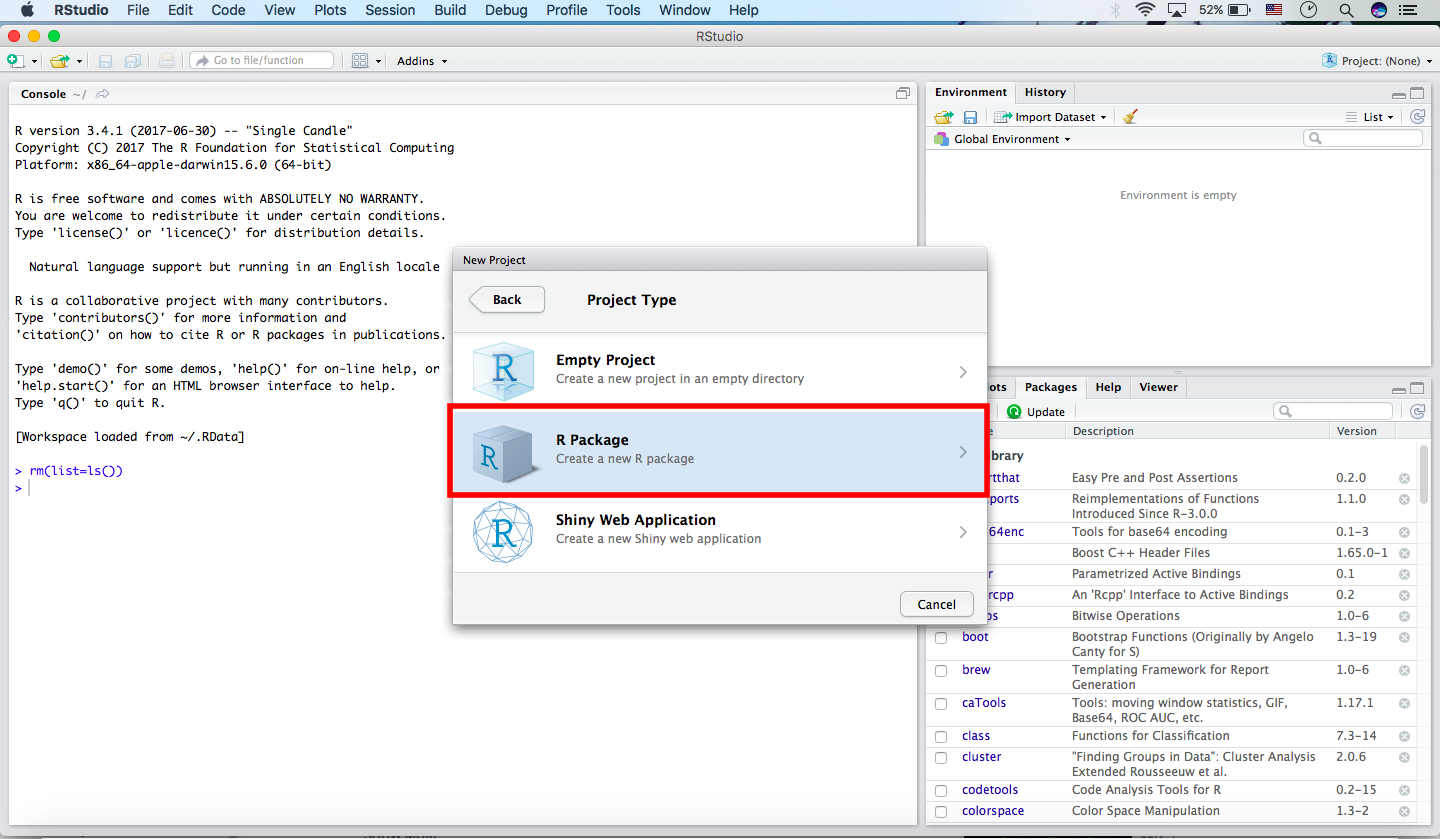 RStudio File Edit Code View Plots Session Build Debug Profile Tools Window Help 52%
RStudio
Go to file/function Addins Project: (None)
Console ~/
R version 3.4.1 (2017-06-30) -- "Single Candle"
Copyright (C) 2017 The R Foundation for Statistical Computing
Platform: x86_64-apple-darwin15.6.0 (64-bit)
R is free software and comes with ABSOLUTELY NO WARRANTY.
You are welcome to redistribute it under certain conditions.
Type 'license()' or 'licence()' for distribution details.
Natural language support but running in an English locale
R is a collaborative project with many contributors.
Type 'contributors()' for more information and
'citation()' on how to cite R or R packages in publications.
Type 'demo()' for some demos, 'help()' for on-line help, or
'help.start()' for an HTML browser interface to help.
Type 'q()' to quit R.
[Workspace loaded from ~/.RData]
> rm(list=ls())
>
New Project
Back Project Type
R
Empty Project
Create a new project in an empty directory
R
R Package
Create a new R package
R
Shiny Web Application
Create a new Shiny web application
Cancel
Environment History
Import Dataset List
Global Environment
Environment is empty
ots Packages Help Viewer
Update
e Description Version
ibrary
rtthat Easy Pre and Post Assertions 0.2.0
ports Reimplementations of Functions 1.1.0
Introduced Since R-3.0.0
64enc Tools for base64 encoding 0.1-3
Boost C++ Header Files 1.65.0-1
r Parametrized Active Bindings 0.1
rcpp An 'Rcpp' Interface to Active Bindings 0.2
ps Bitwise Operations 1.0-6
boot Bootstrap Functions (Originally by Angelo 1.3-19
Canty for S)
brew Templating Framework for Report 1.0-6
Generation
caTools Tools: moving window statistics, GIF, 1.17.1
Base64, ROC AUC, etc.
class Functions for Classification 7.3-14
cluster "Finding Groups in Data": Cluster Analysis 2.0.6
Extended Rousseeuw et al.
codetools Code Analysis Tools for R 0.2-15
colorspace Color Space Manipulation 1.3-2